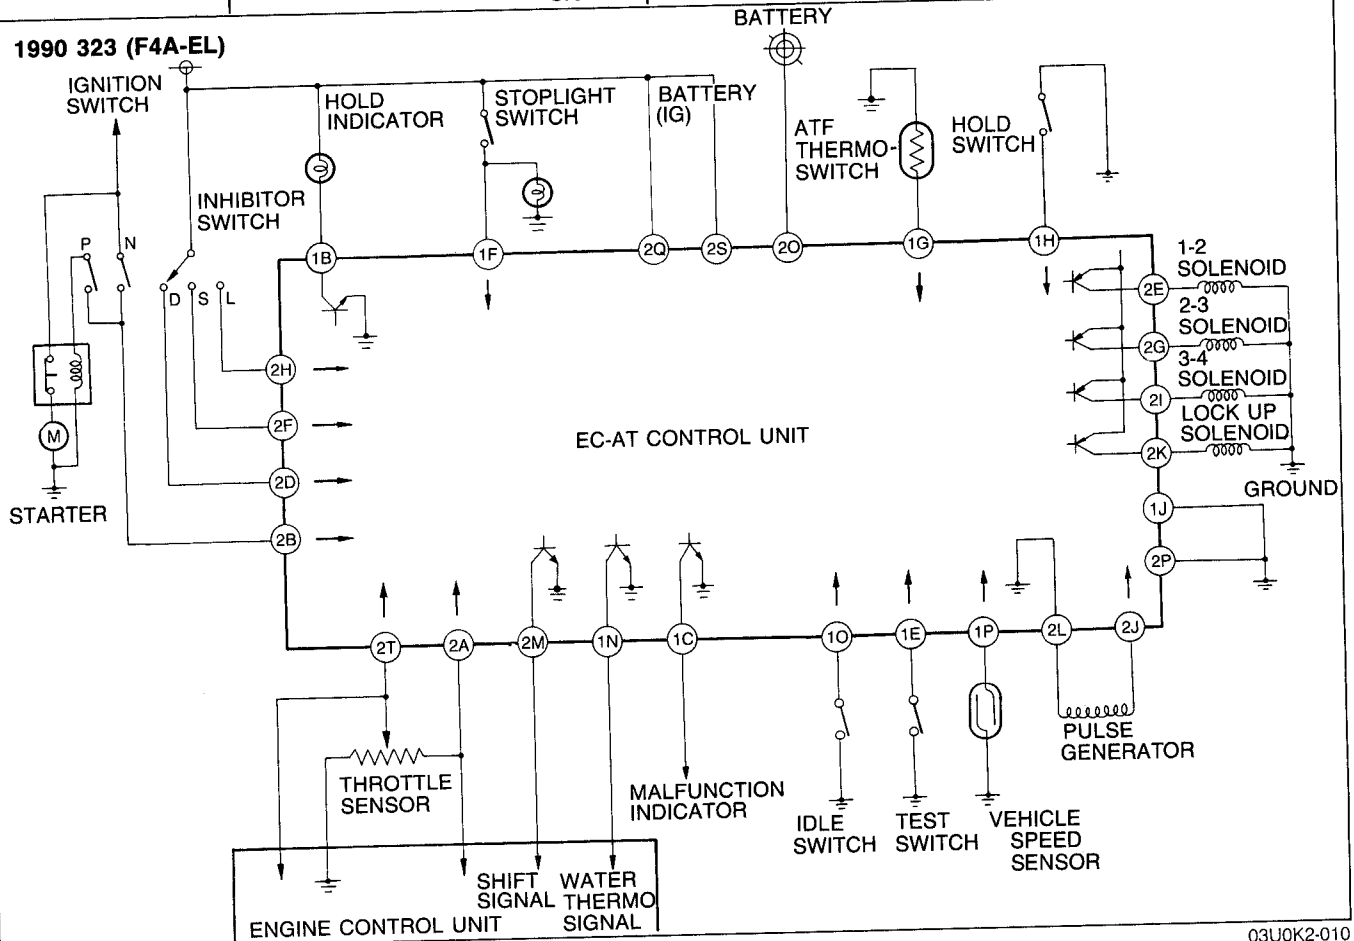 BATTERY
1990 323 (F4A-EL)
IGNITION
SWITCH
HOLD
INDICATOR
STOPLIGHT
SWITCH
BATTERY
(IG)
ATF
THERMO-
SWITCH
HOLD
SWITCH
INHIBITOR
SWITCH
P
N
D
S
L
1B
1F
2Q
2S
2O
1G
1H
1-2
SOLENOID
2E
2-3
SOLENOID
2G
3-4
SOLENOID
2I
LOCK UP
SOLENOID
2K
GROUND
1J
2P
2H
2F
2D
2B
M
STARTER
EC-AT CONTROL UNIT
2T
2A
2M
1N
1C
1O
1E
1P
2L
2J
THROTTLE
SENSOR
MALFUNCTION
INDICATOR
IDLE
SWITCH
TEST
SWITCH
VEHICLE
SPEED
SENSOR
PULSE
GENERATOR
SHIFT
SIGNAL
WATER
THERMO
SIGNAL
ENGINE CONTROL UNIT
03U0K2-010